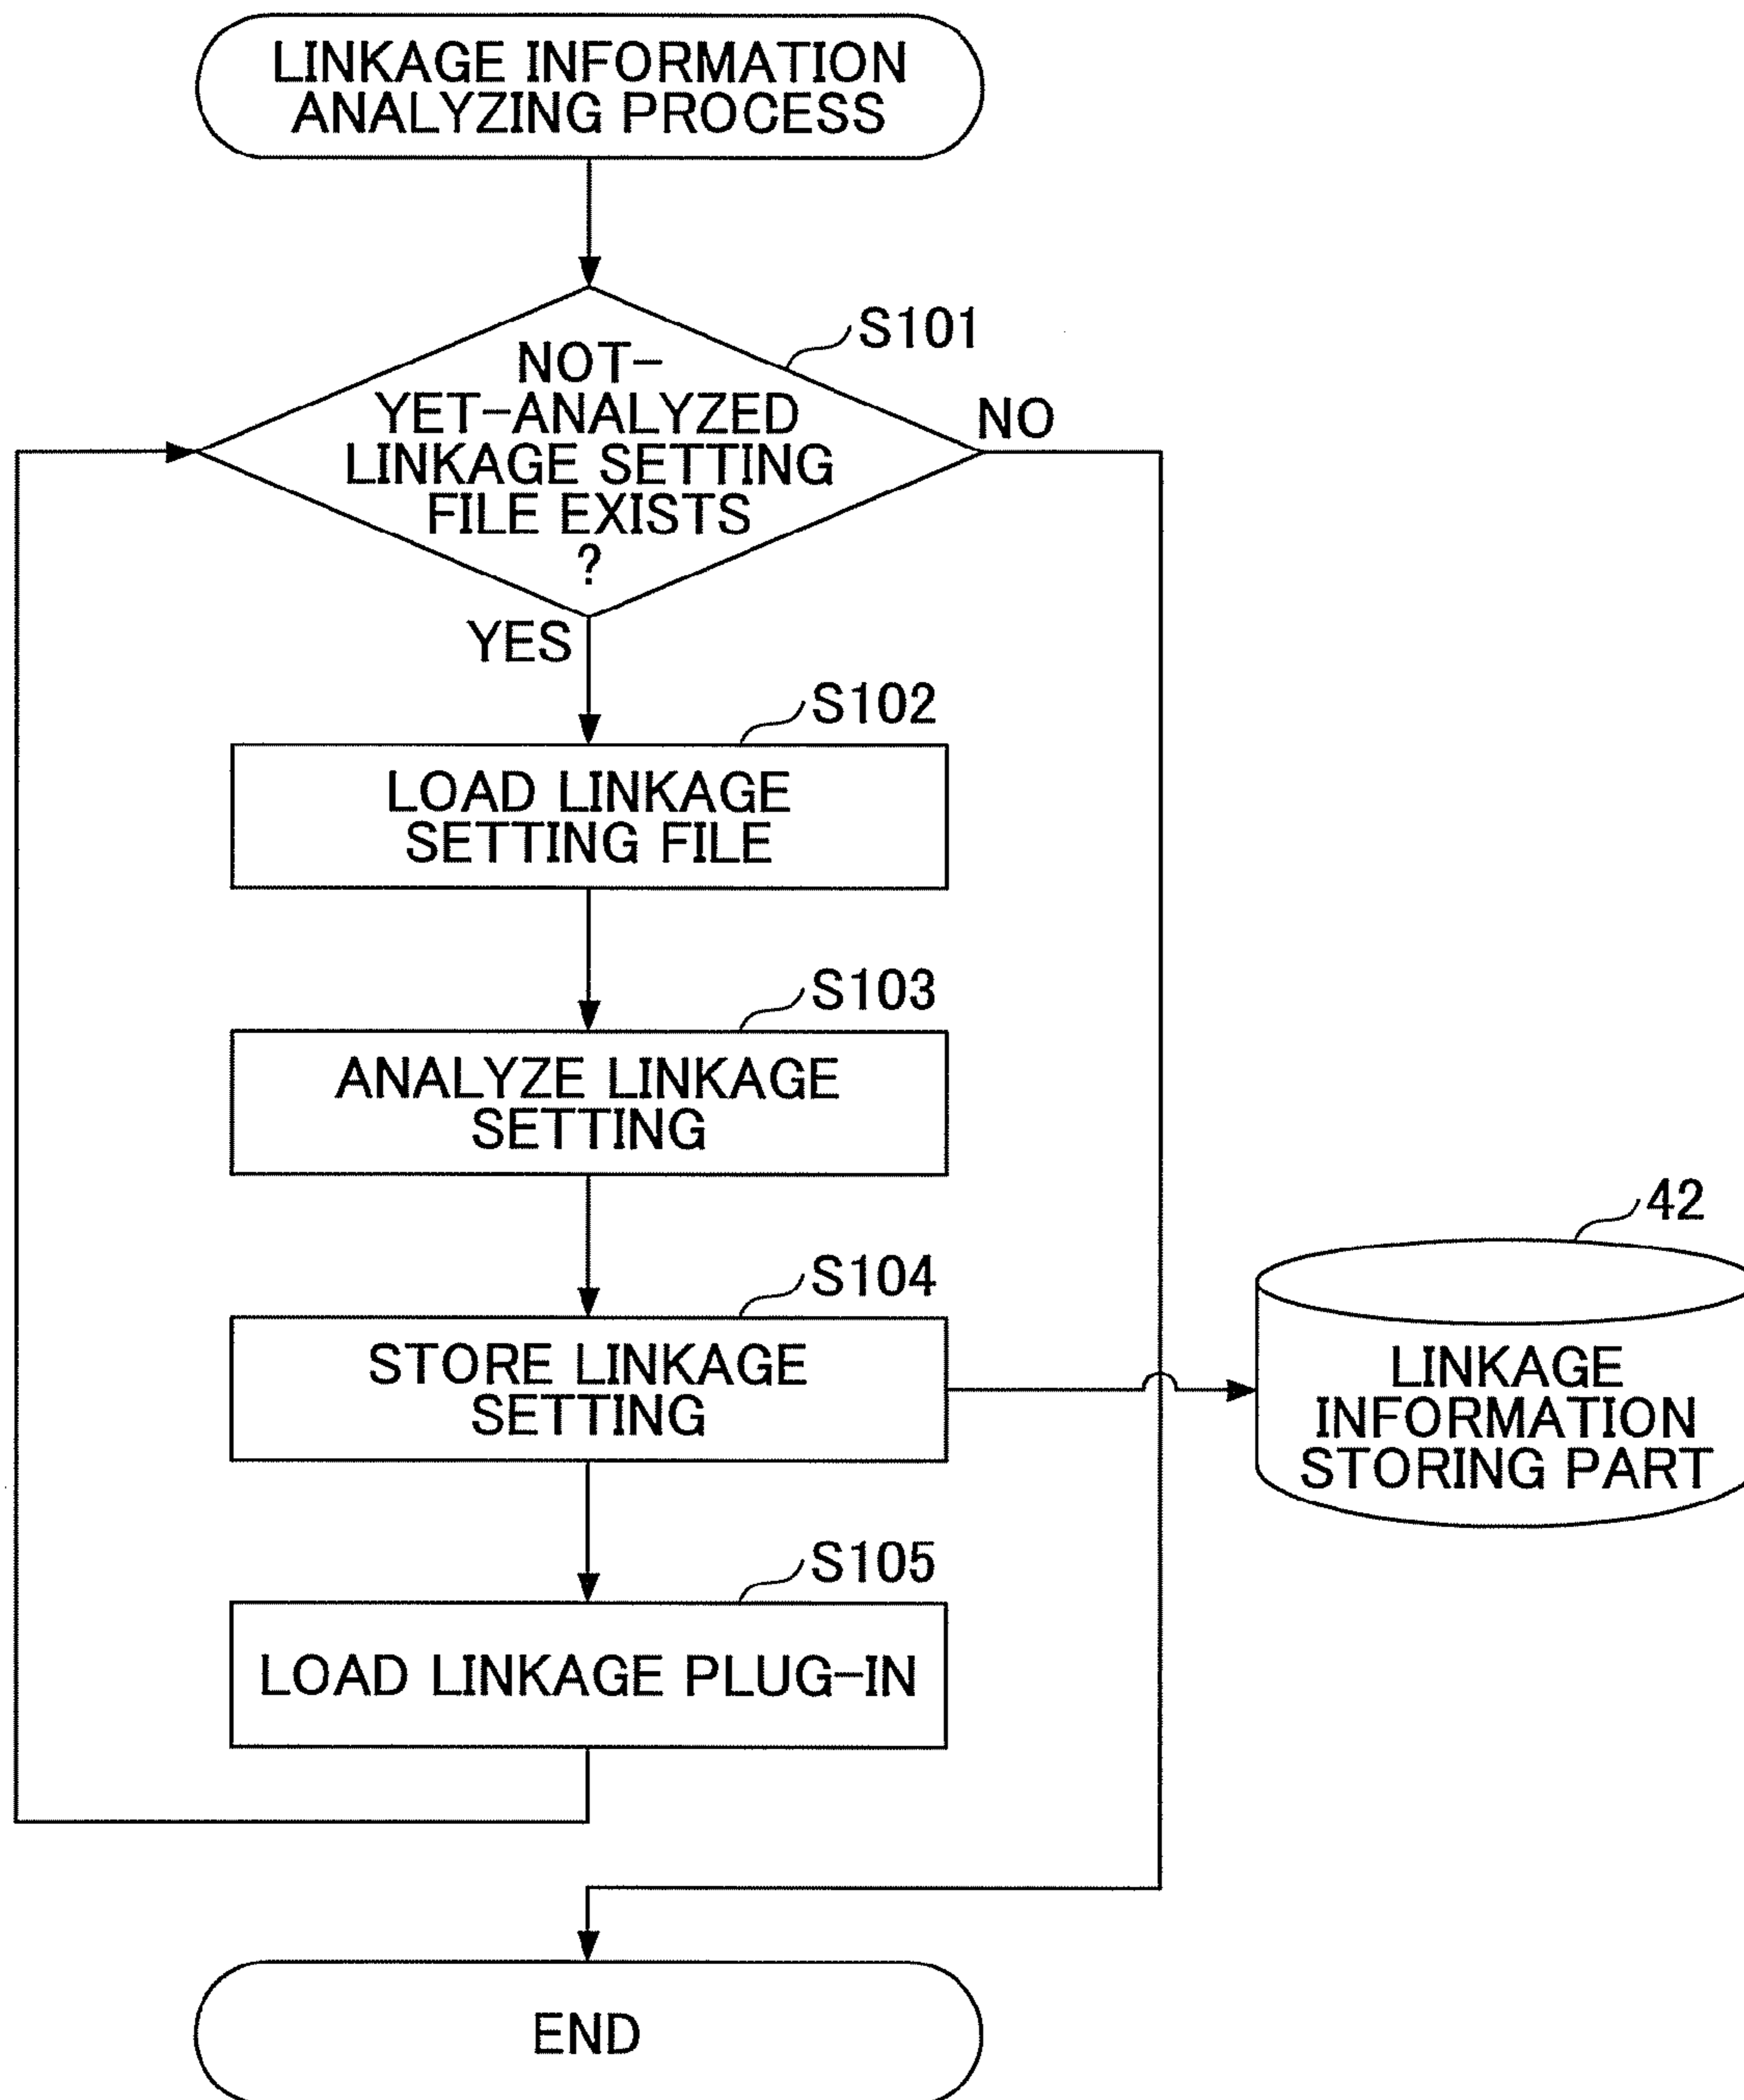 LINKAGE INFORMATION
ANALYZING PROCESS
S101
NOT-
YET-ANALYZED
LINKAGE SETTING
FILE EXISTS
?
NO
YES
S102
LOAD LINKAGE
SETTING FILE
S103
ANALYZE LINKAGE
SETTING
S104
STORE LINKAGE
SETTING
42
LINKAGE
INFORMATION
STORING PART
S105
LOAD LINKAGE PLUG-IN
END